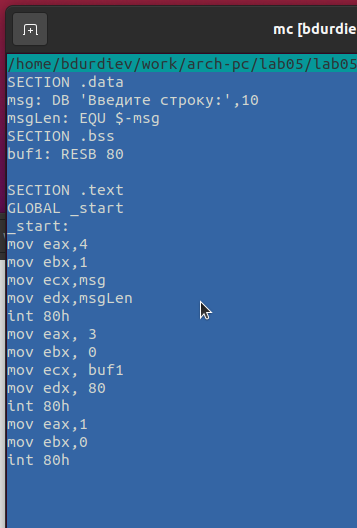 mc [bdurdie
/home/bdurdiev/work/arch-pc/lab05/lab05
SECTION .data
msg: DB 'Введите строку:',10
msgLen: EQU $-msg
SECTION .bss
buf1: RESB 80
SECTION .text
GLOBAL _start
_start:
mov eax,4
mov ebx,1
mov ecx,msg
mov edx,msgLen
int 80h
mov eax, 3
mov ebx, 0
mov ecx, buf1
mov edx, 80
int 80h
mov eax,1
mov ebx,0
int 80h